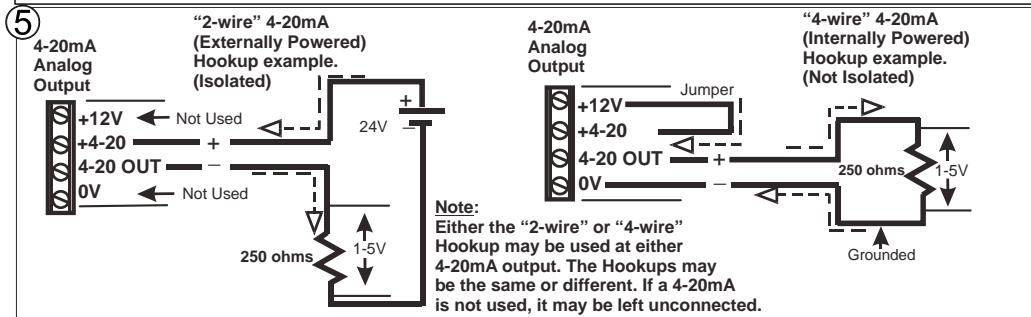 5
4-20mA
Analog
Output
“2-wire” 4-20mA
(Externally Powered)
Hookup example.
(Isolated)
+12V
Not Used
+4-20
+
4-20 OUT
–
0V
Not Used
+
24V
–
250 ohms
1-5V
4-20mA
Analog
Output
“4-wire” 4-20mA
(Internally Powered)
Hookup example.
(Not Isolated)
+12V
Jumper
+4-20
4-20 OUT
+
0V
–
250 ohms
1-5V
Grounded
Note:
Either the “2-wire” or “4-wire”
Hookup may be used at either
4-20mA output. The Hookups may
be the same or different. If a 4-20mA
is not used, it may be left unconnected.